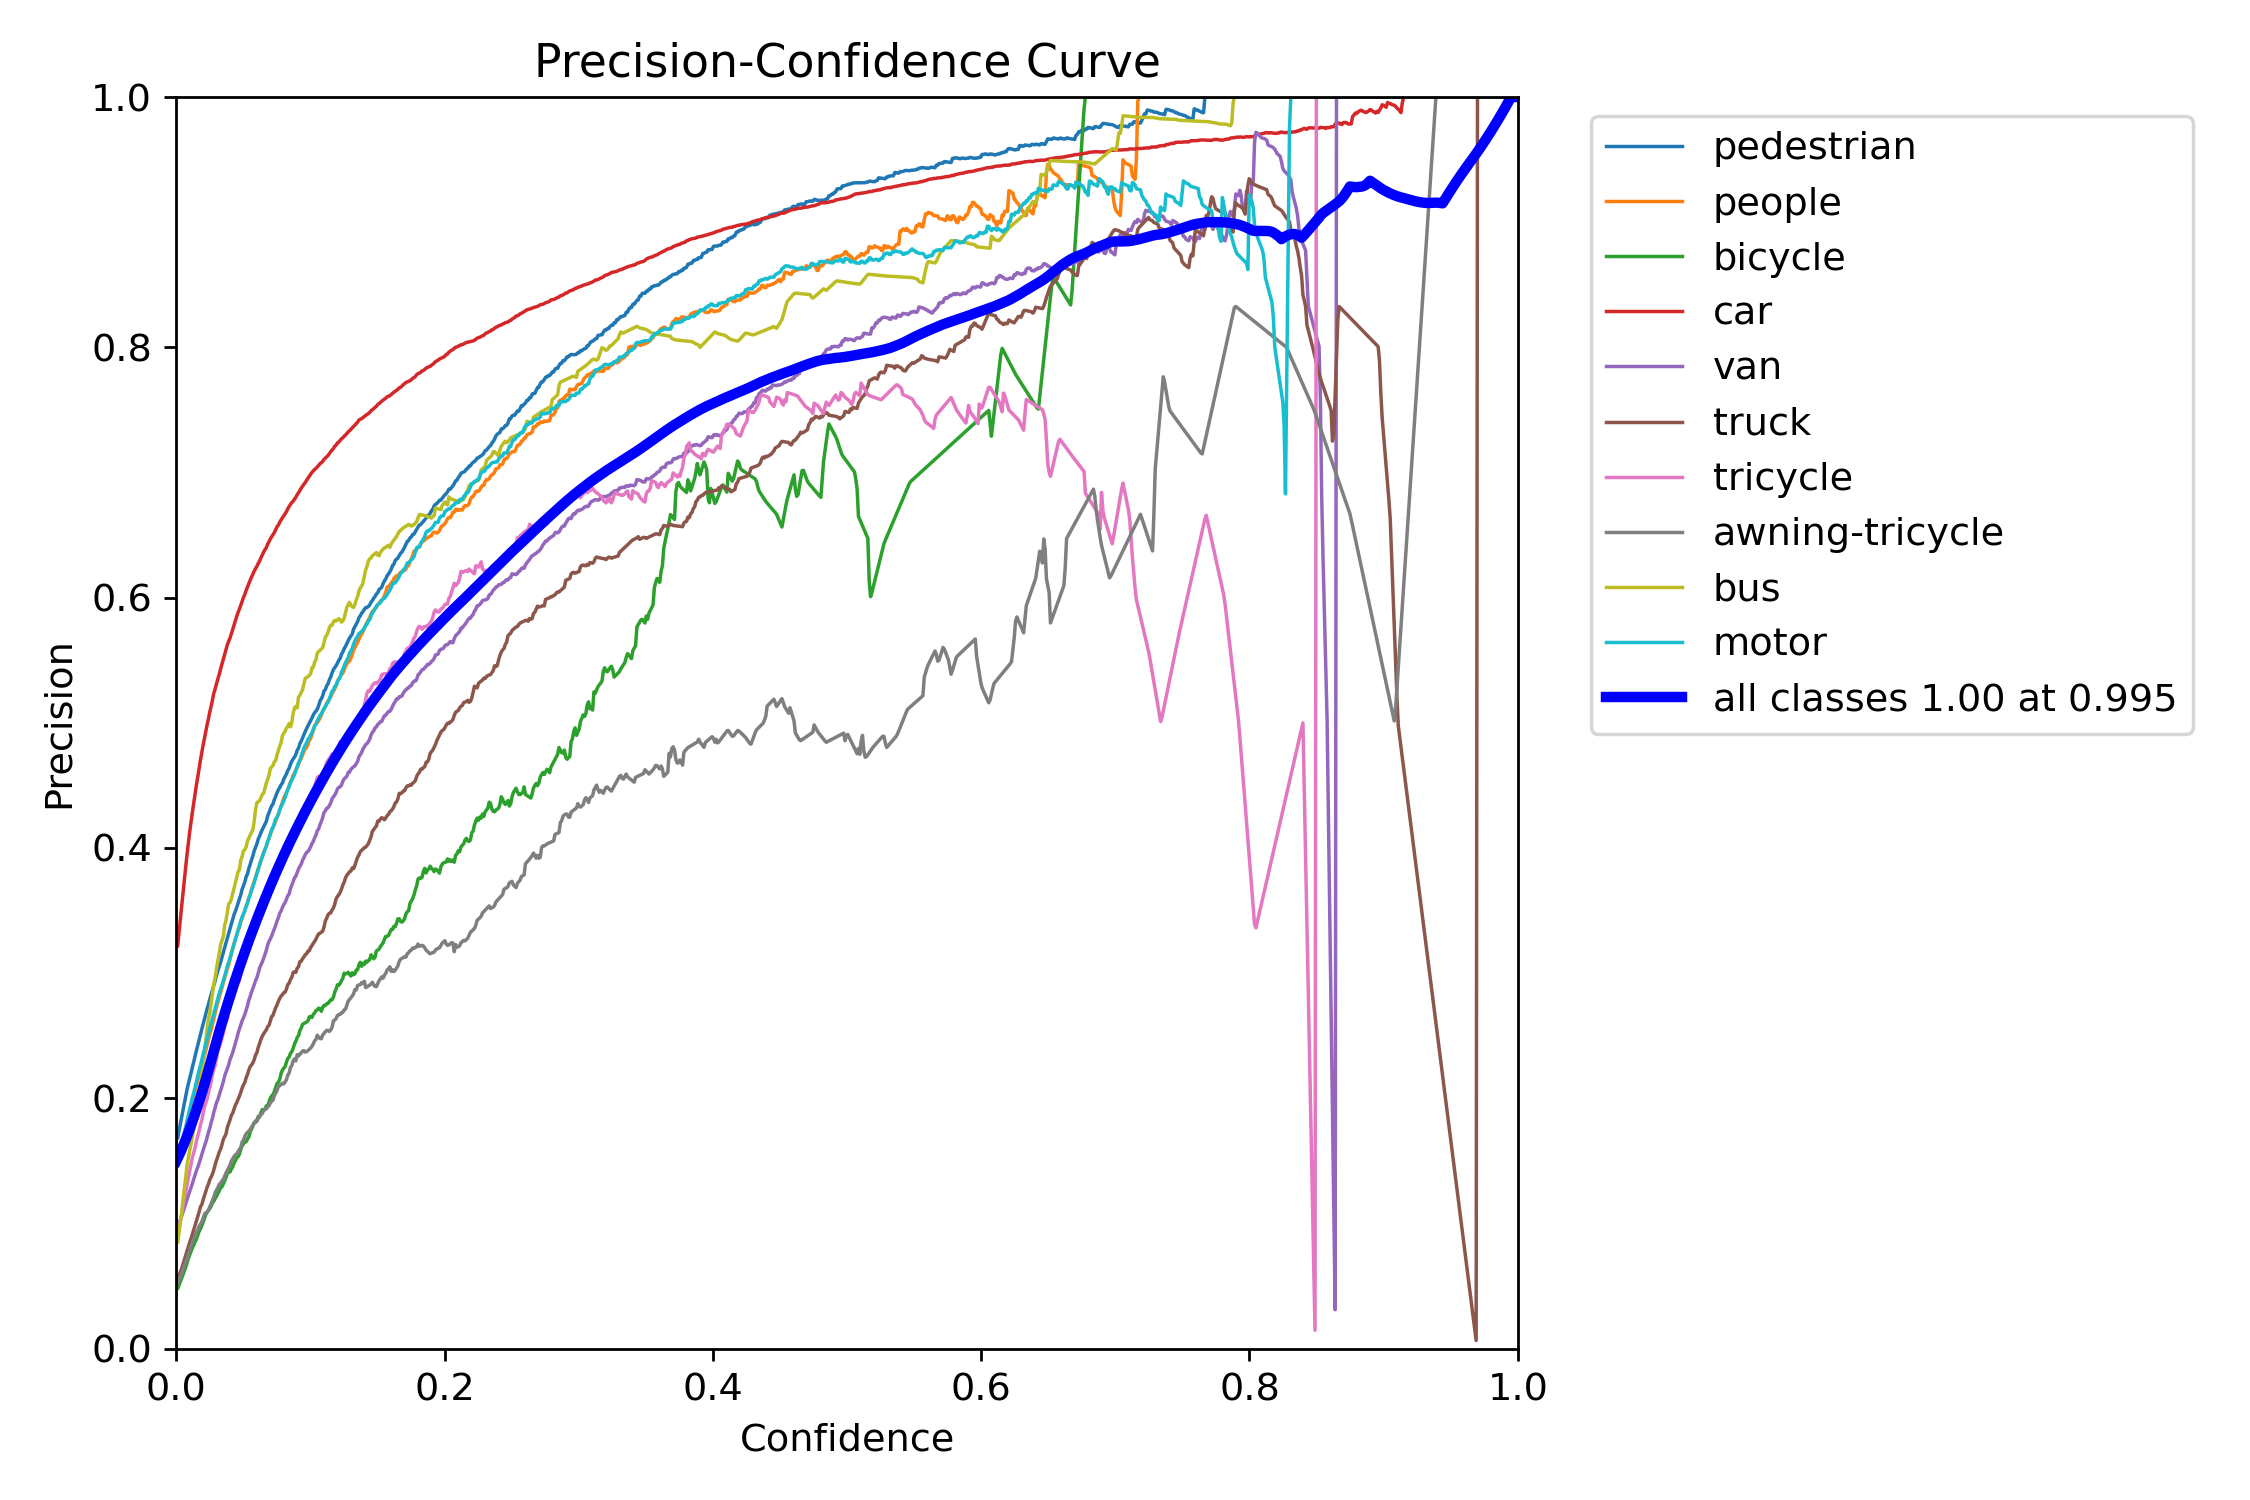 Precision-Confidence Curve
1.0
0.8
0.6
0.4
0.2
0.0
Precision
0.0 0.2 0.4 0.6 0.8 1.0
Confidence
pedestrian
people
bicycle
car
van
truck
tricycle
awning-tricycle
bus
motor
all classes 1.00 at 0.995